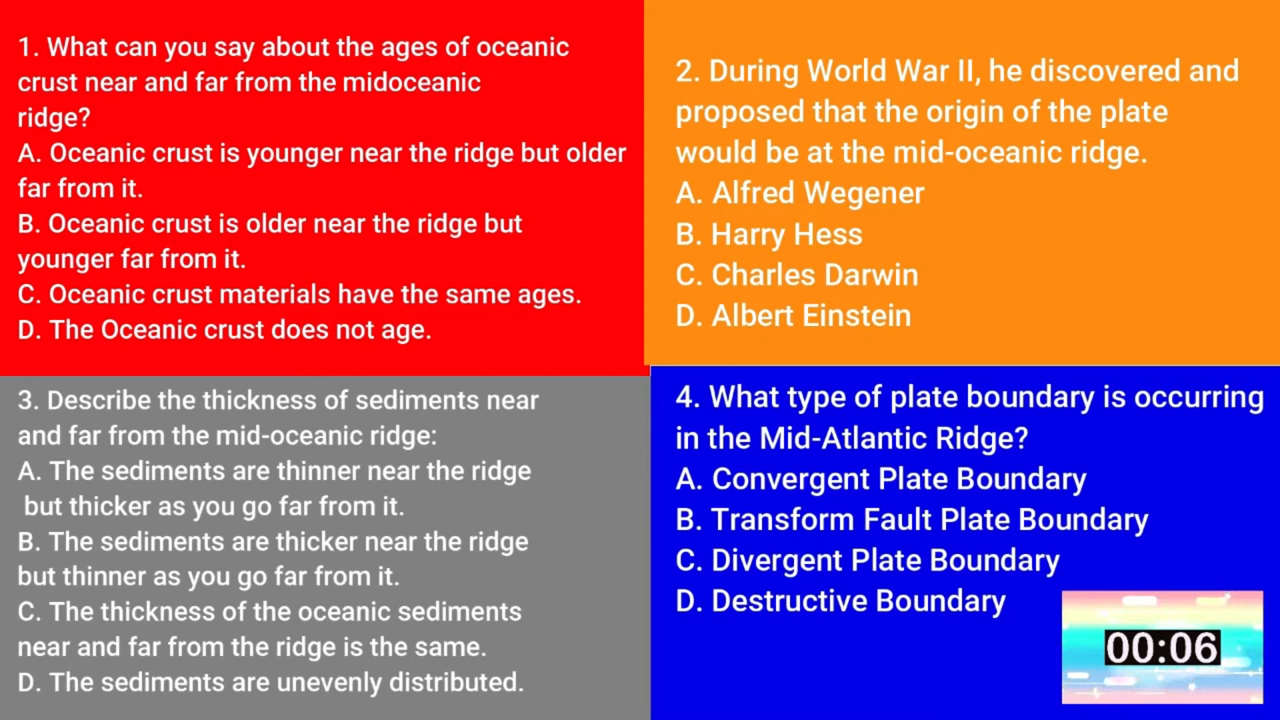 1. What can you say about the ages of oceanic
crust near and far from the midoceanic
ridge?
A. Oceanic crust is younger near the ridge but older
far from it.
B. Oceanic crust is older near the ridge but
younger far from it.
C. Oceanic crust materials have the same ages.
D. The Oceanic crust does not age.
2. During World War II, he discovered and
proposed that the origin of the plate
would be at the mid-oceanic ridge.
A. Alfred Wegener
B. Harry Hess
C. Charles Darwin
D. Albert Einstein
3. Describe the thickness of sediments near
and far from the mid-oceanic ridge:
A. The sediments are thinner near the ridge
but thicker as you go far from it.
B. The sediments are thicker near the ridge
but thinner as you go far from it.
C. The thickness of the oceanic sediments
near and far from the ridge is the same.
D. The sediments are unevenly distributed.
4. What type of plate boundary is occurring
in the Mid-Atlantic Ridge?
A. Convergent Plate Boundary
B. Transform Fault Plate Boundary
C. Divergent Plate Boundary
D. Destructive Boundary
00:06